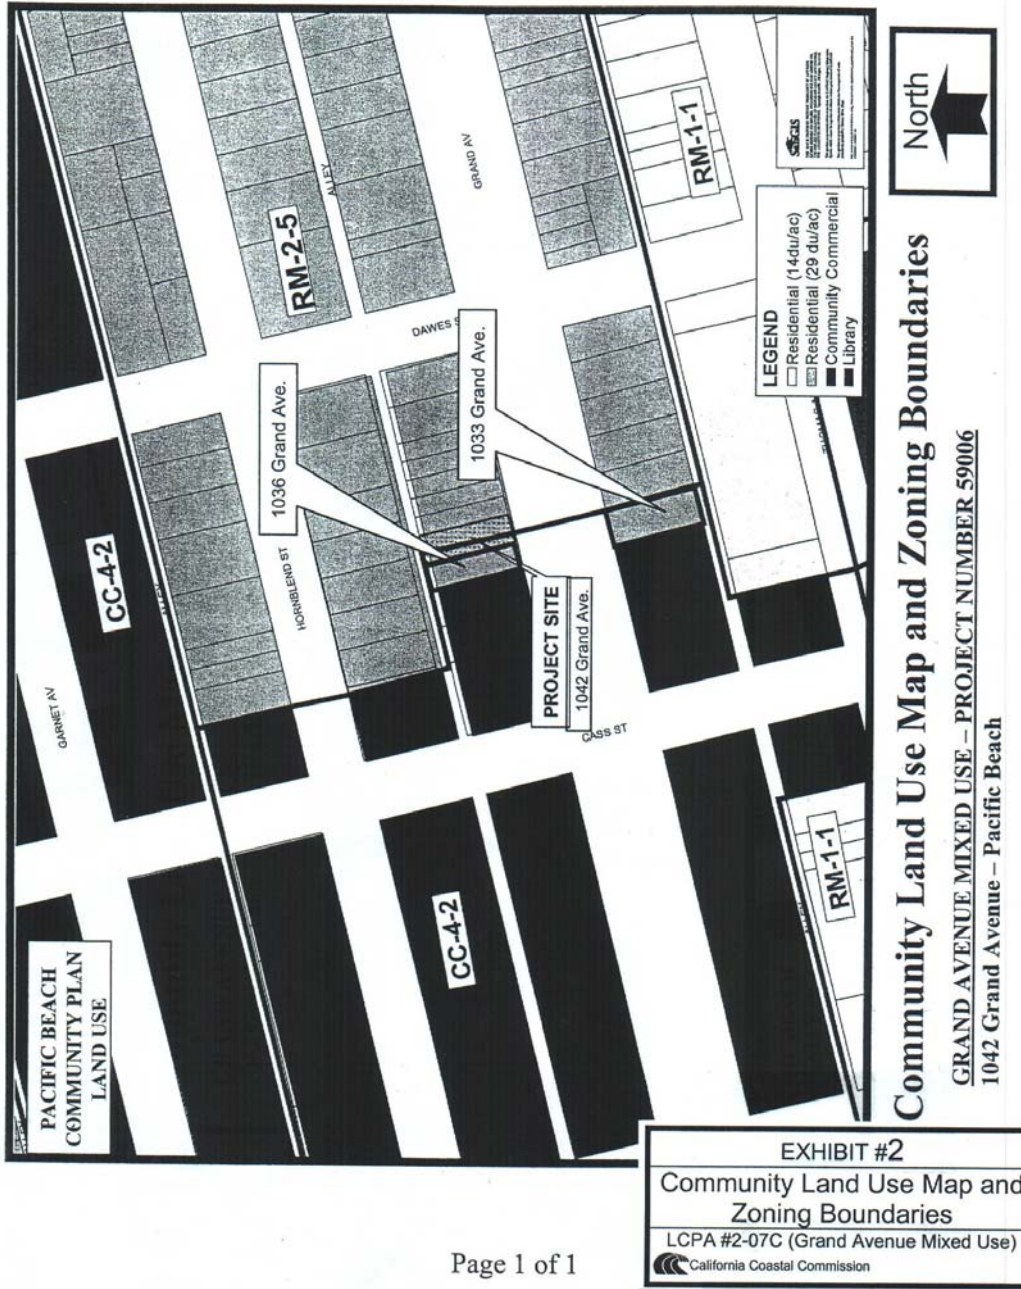 PACIFIC BEACH
COMMUNITY PLAN
LAND USE
GARNET AV
CC-4-2
HORNBLEND ST
RM-2-5
ALLEY
GRAND AV
DAWES
1036 Grand Ave.
1033 Grand Ave.
PROJECT SITE
1042 Grand Ave.
CASS ST
CC-4-2
RM-1-1
RM-1-1
LEGEND
Residential (14du/ac)
Residential (29 du/ac)
Community Commercial
Library
SanGIS
North
Community Land Use Map and Zoning Boundaries
GRAND AVENUE MIXED USE – PROJECT NUMBER 59006
1042 Grand Avenue – Pacific Beach
EXHIBIT #2
Community Land Use Map and
Zoning Boundaries
LCPA #2-07C (Grand Avenue Mixed Use)
California Coastal Commission
Page 1 of 1